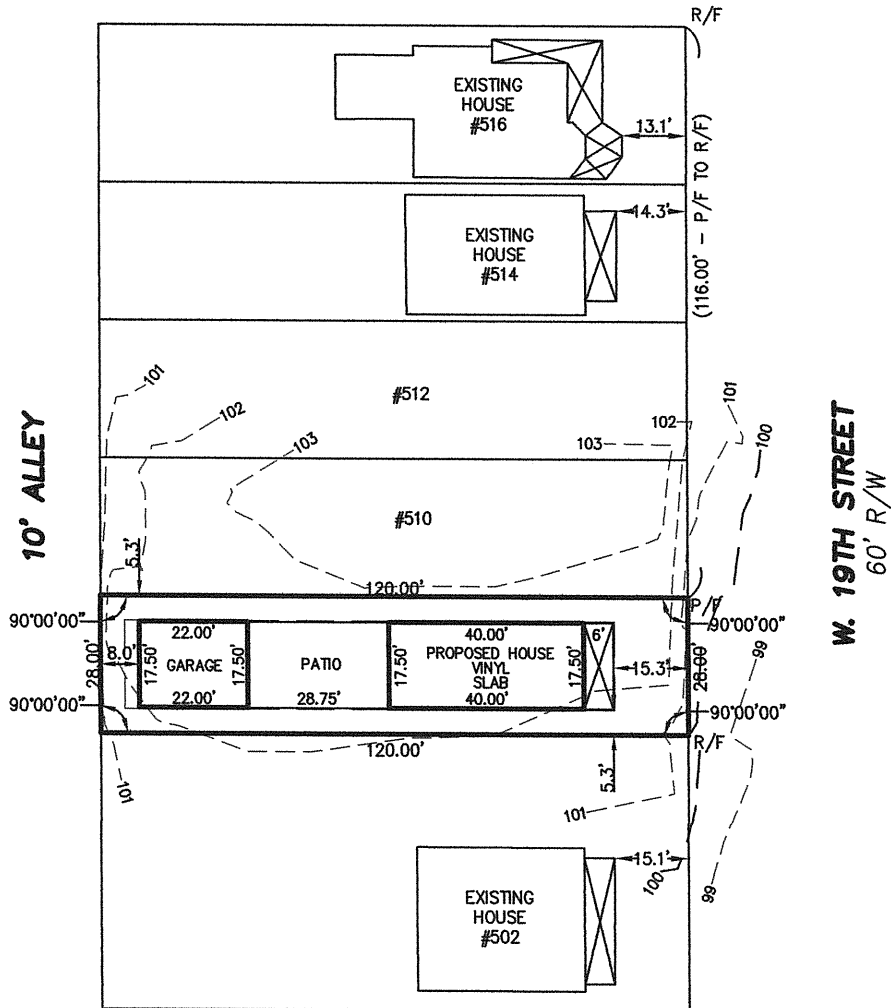 R/F
EXISTING
HOUSE
#516
13.1'
(116.00' - P/F TO R/F)
EXISTING
HOUSE
#514
14.3'
101
102
103
#512
103
102
101
100
10' ALLEY
W. 19TH STREET
60' R/W
#510
5.3'
120.00'
P/F
90°00'00"
90°00'00"
28.00'
8.0'
22.00'
GARAGE
22.00'
17.50'
17.50'
PATIO
28.75'
17.50'
40.00'
PROPOSED HOUSE
VINYL
SLAB
40.00'
17.50'
6'
15.3'
28.00'
99
90°00'00"
90°00'00"
120.00'
R/F
101
5.3'
101
15.1'
100
99
EXISTING
HOUSE
#502